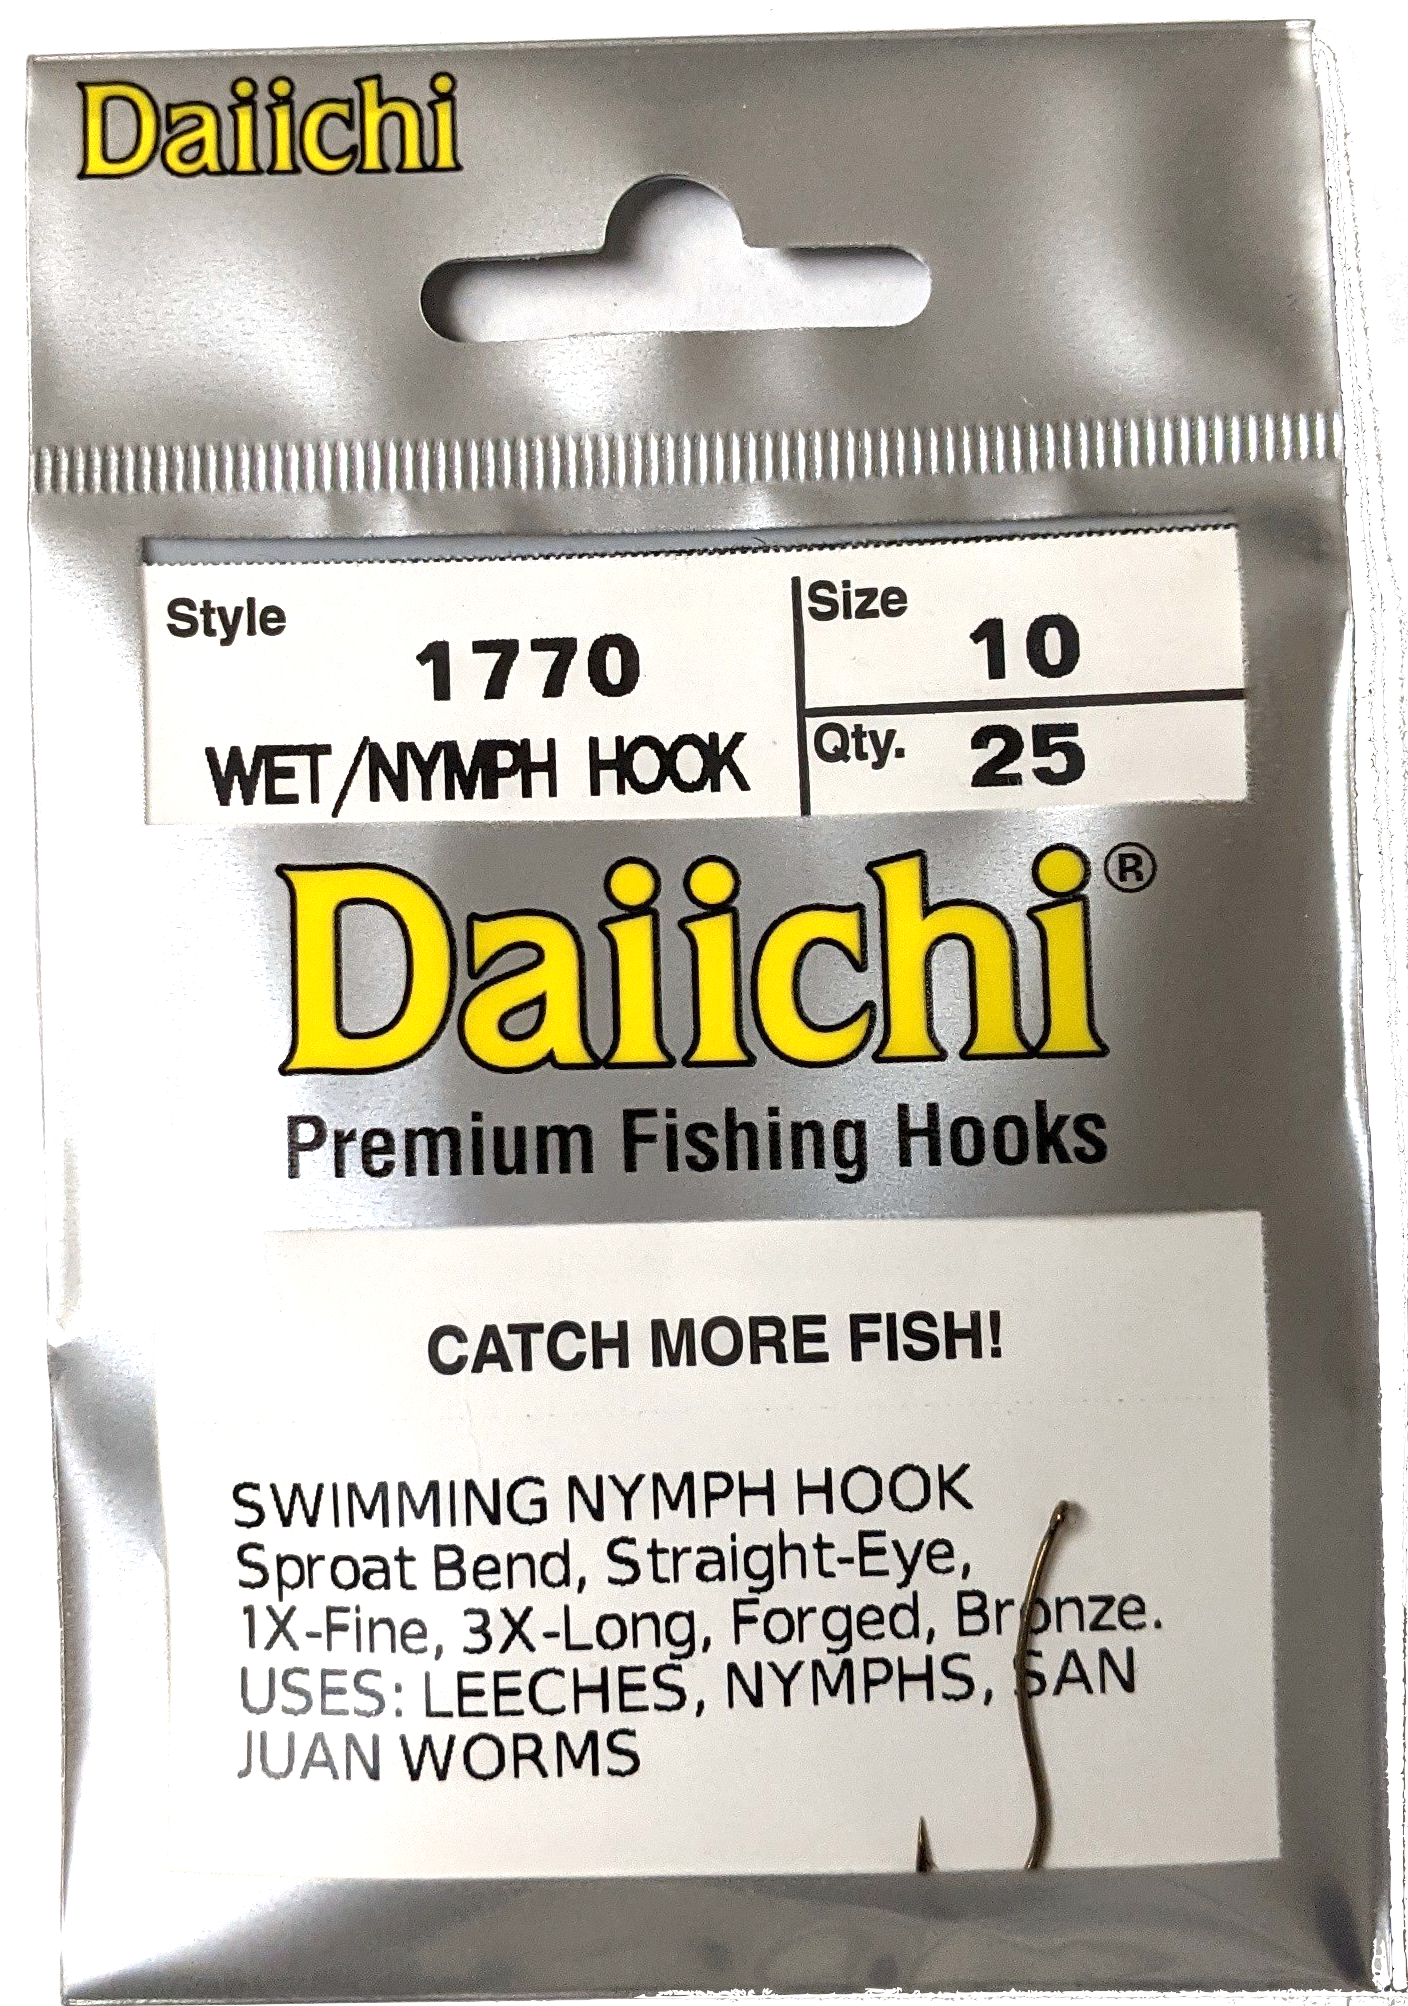 Daiichi
Style
1770
WET/NYMPH HOOK
Size
10
Qty.
25
Daiichi®
Premium Fishing Hooks
CATCH MORE FISH!
SWIMMING NYMPH HOOK
Sproat Bend, Straight-Eye,
1X-Fine, 3X-Long, Forged, Bronze.
USES: LEECHES, NYMPHS, SAN
JUAN WORMS